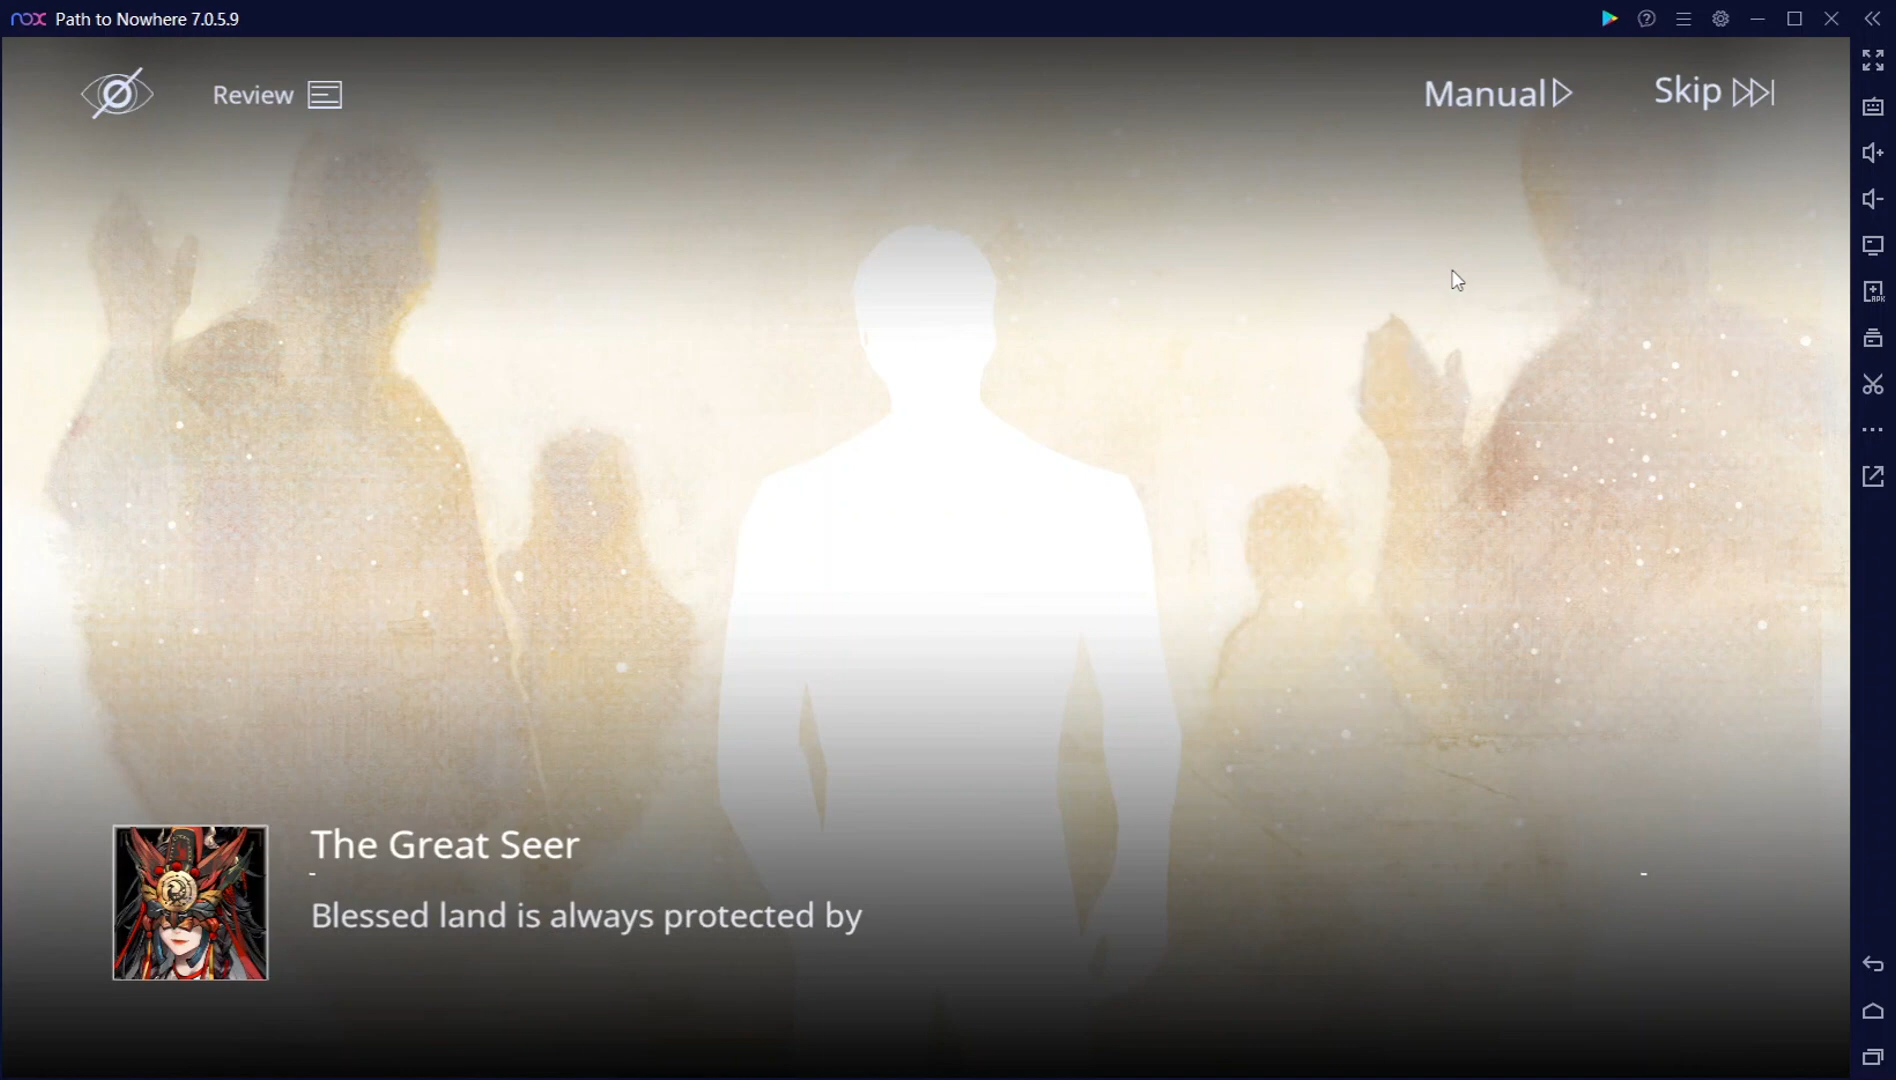 nox Path to Nowhere 7.0.5.9
Review
Manual
Skip
The Great Seer
Blessed land is always protected by